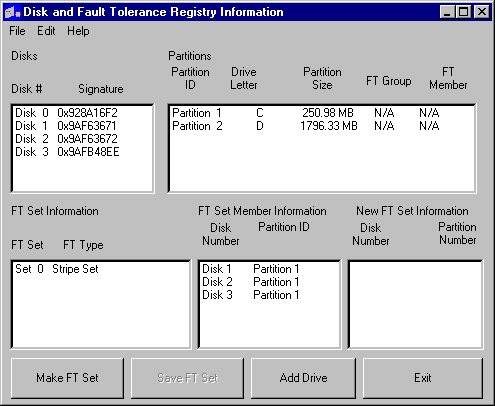 Disk and Fault Tolerance Registry Information
File Edit Help
Disks
Disk # Signature
Disk 0 0x928A16F2
Disk 1 0x9AF63671
Disk 2 0x9AF63672
Disk 3 0x9AFB48EE
Partitions
Partition ID Drive Letter Partition Size FT Group FT Member
Partition 1 C 250.98 MB N/A N/A
Partition 2 D 1796.33 MB N/A N/A
FT Set Information
FT Set FT Type
Set 0 Stripe Set
FT Set Member Information
Disk Number Partition ID
Disk 1 Partition 1
Disk 2 Partition 1
Disk 3 Partition 1
New FT Set Information
Disk Number Partition Number
Make FT Set Save FT Set Add Drive Exit